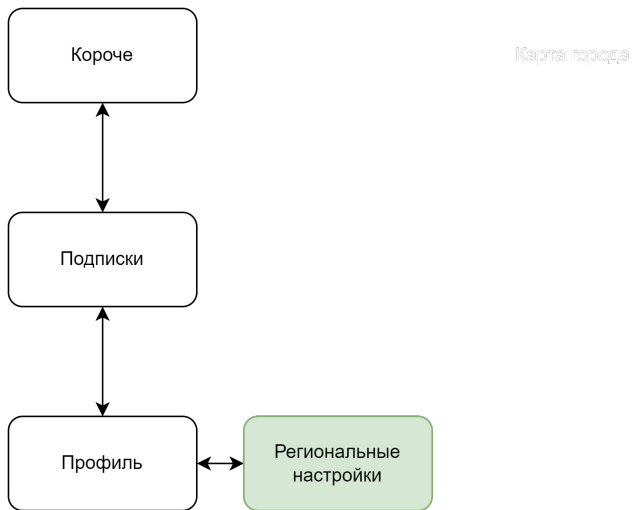 Короче
Карта города
Подписки
Профиль
Региональные
настройки